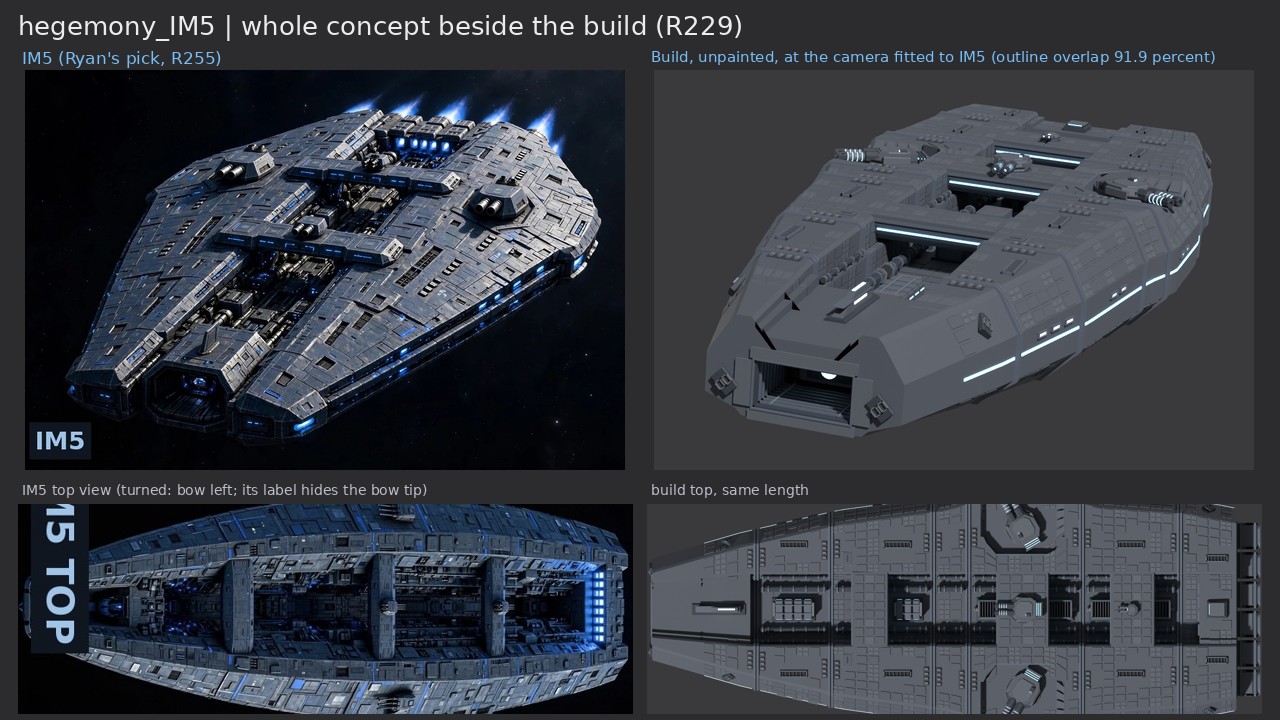 hegemony_IM5 | whole concept beside the build (R229)
IM5 (Ryan's pick, R255)
Build, unpainted, at the camera fitted to IM5 (outline overlap 91.9 percent)
IM5
IM5 top view (turned: bow left; its label hides the bow tip)
build top, same length
M5 TOP